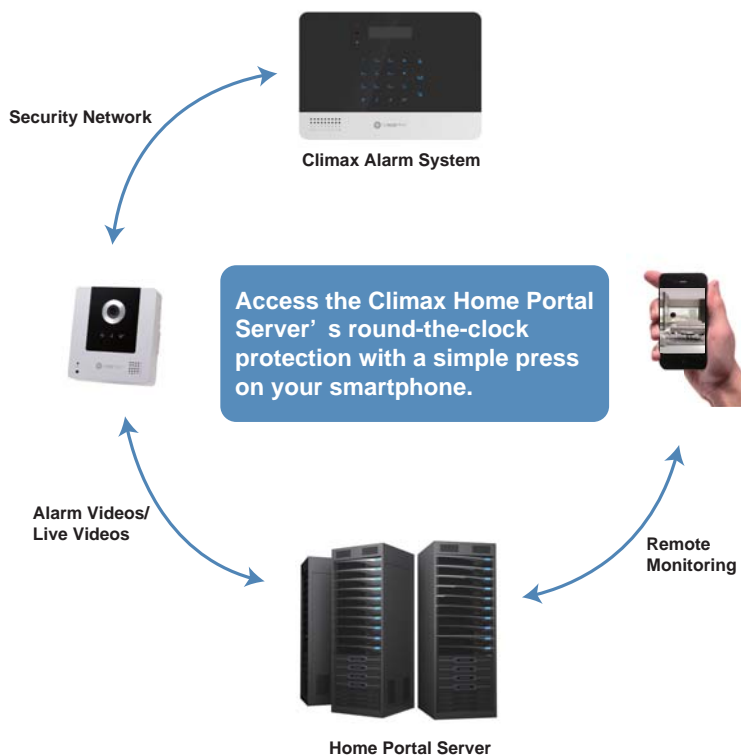 Security Network
Climax Alarm System
Access the Climax Home Portal
Server’ s round-the-clock
protection with a simple press
on your smartphone.
Alarm Videos/
Live Videos
Remote
Monitoring
Home Portal Server